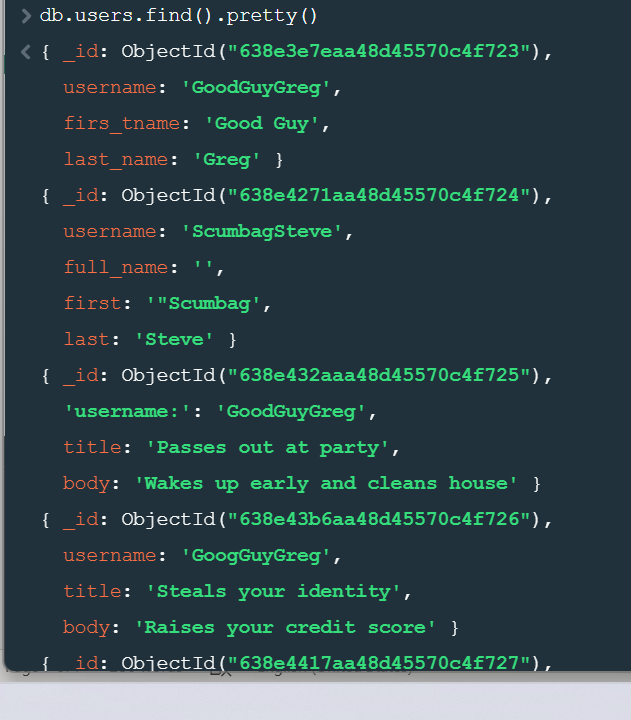 db.users.find().pretty()
{ _id: ObjectId("638e3e7eaa48d45570c4f723"),
username: 'GoodGuyGreg',
firs_tname: 'Good Guy',
last_name: 'Greg' }
{ _id: ObjectId("638e4271aa48d45570c4f724"),
username: 'ScumbagSteve',
full_name: '',
first: '"Scumbag',
last: 'Steve' }
{ _id: ObjectId("638e432aaa48d45570c4f725"),
'username:': 'GoodGuyGreg',
title: 'Passes out at party',
body: 'Wakes up early and cleans house' }
{ _id: ObjectId("638e43b6aa48d45570c4f726"),
username: 'GoogGuyGreg',
title: 'Steals your identity',
body: 'Raises your credit score' }
{ _id: ObjectId("638e4417aa48d45570c4f727"),